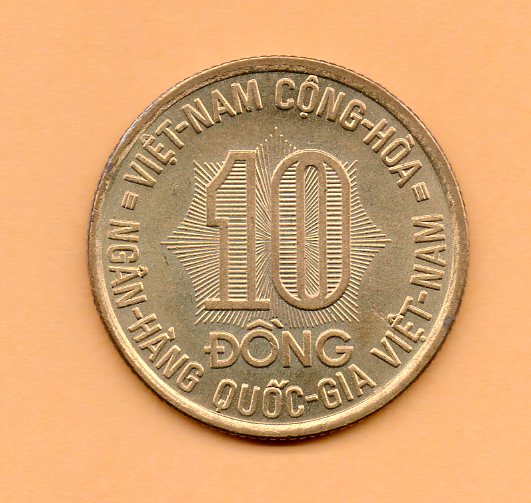 = VIỆT-NAM CỘNG-HÒA =
10
ĐỒNG
NGÂN-HÀNG QUỐC-GIA VIỆT-NAM